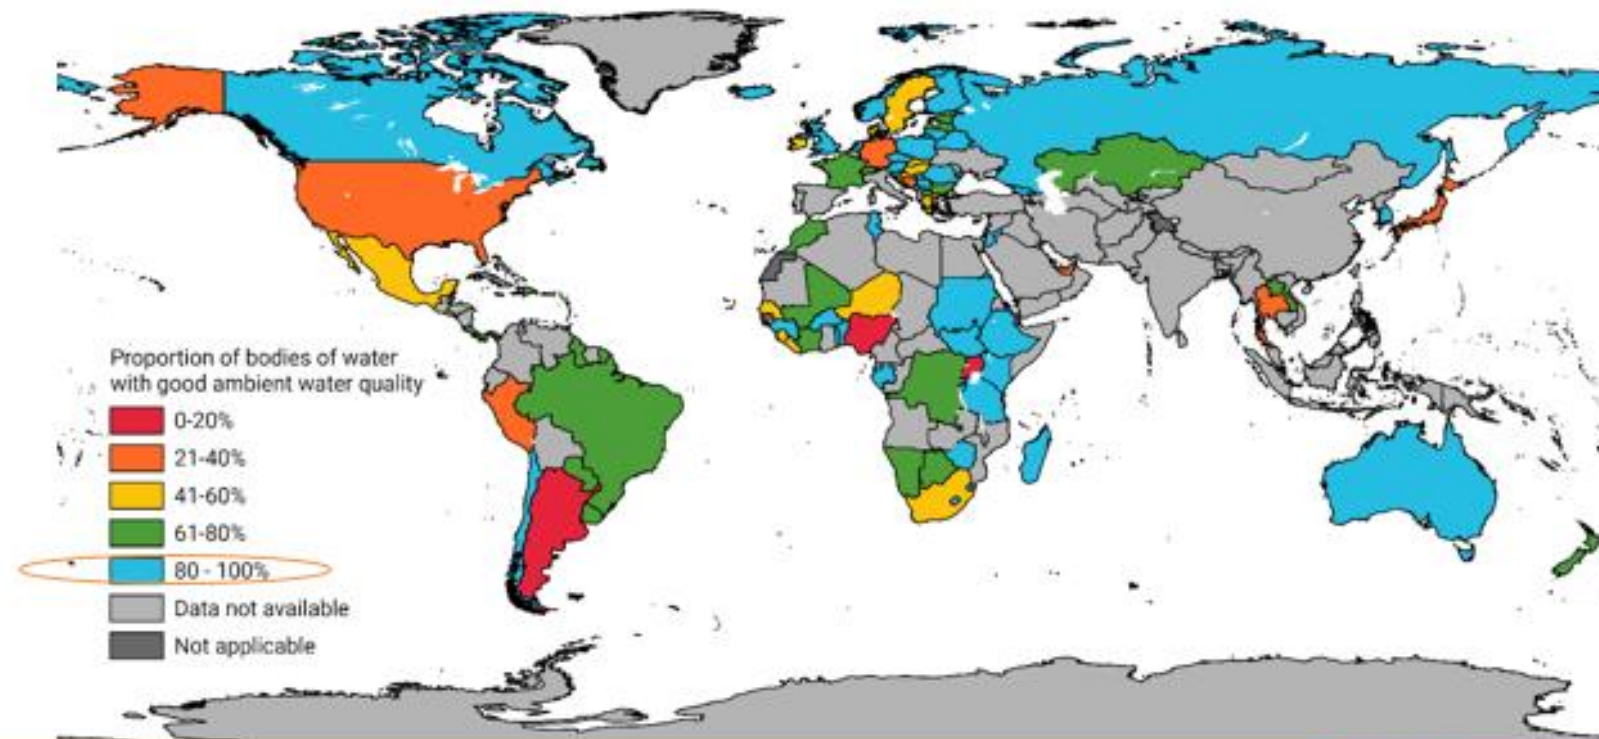 Proportion of bodies of water
with good ambient water quality
0-20%
21-40%
41-60%
61-80%
80 - 100%
Data not available
Not applicable